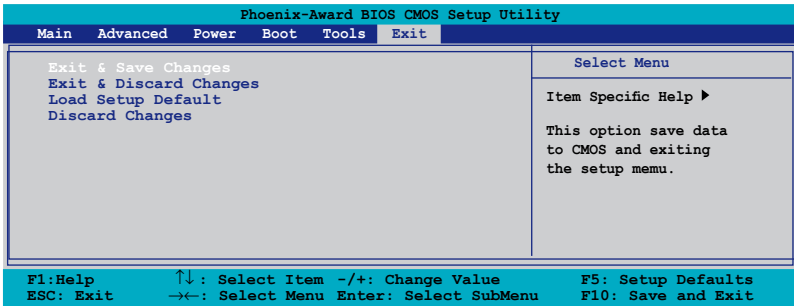 Phoenix-Award BIOS CMOS Setup Utility
Main Advanced Power Boot Tools Exit
Exit & Save Changes
Exit & Discard Changes
Load Setup Default
Discard Changes
Select Menu
Item Specific Help ▶
This option save data
to CMOS and exiting
the setup memu.
F1:Help ↑↓: Select Item -/+: Change Value F5: Setup Defaults
ESC: Exit →←: Select Menu Enter: Select SubMenu F10: Save and Exit